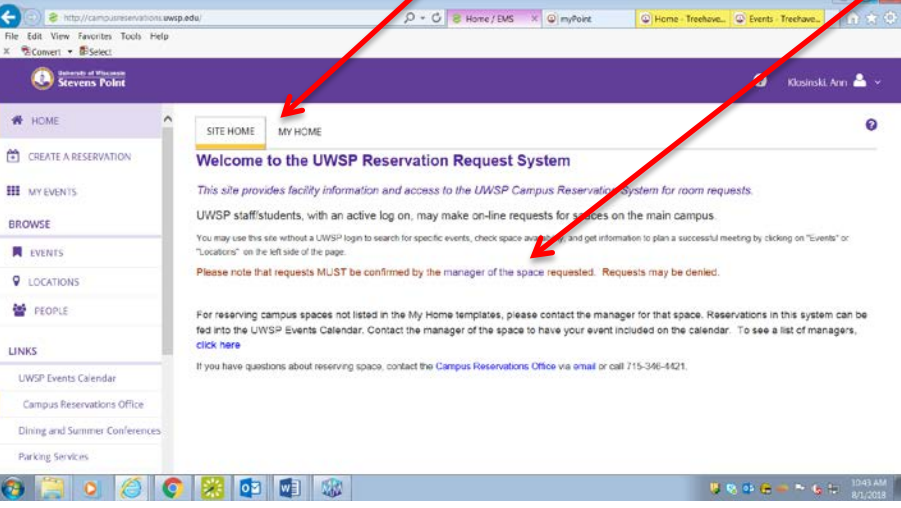 http://campusreservations.uwsp.edu/
Home / EMS
myPoint
Home - Treehave...
Events - Treehave...
File Edit View Favorites Tools Help
x Convert Select
University of Wisconsin
Stevens Point
Klosinski, Ann
HOME
SITE HOME MY HOME
CREATE A RESERVATION
Welcome to the UWSP Reservation Request System
MY EVENTS
This site provides facility information and access to the UWSP Campus Reservation System for room requests.
UWSP staff/students, with an active log on, may make on-line requests for spaces on the main campus.
BROWSE
You may use this site without a UWSP login to search for specific events, check space availability, and get information to plan a successful meeting by clicking on "Events" or
"Locations" on the left side of the page.
EVENTS
Please note that requests MUST be confirmed by the manager of the space requested. Requests may be denied.
LOCATIONS
PEOPLE
For reserving campus spaces not listed in the My Home templates, please contact the manager for that space. Reservations in this system can be
fed into the UWSP Events Calendar. Contact the manager of the space to have your event included on the calendar. To see a list of managers,
click here
LINKS
If you have questions about reserving space, contact the Campus Reservations Office via email or call 715-346-4421.
UWSP Events Calendar
Campus Reservations Office
Dining and Summer Conferences
Parking Services
10:43 AM
8/1/2018